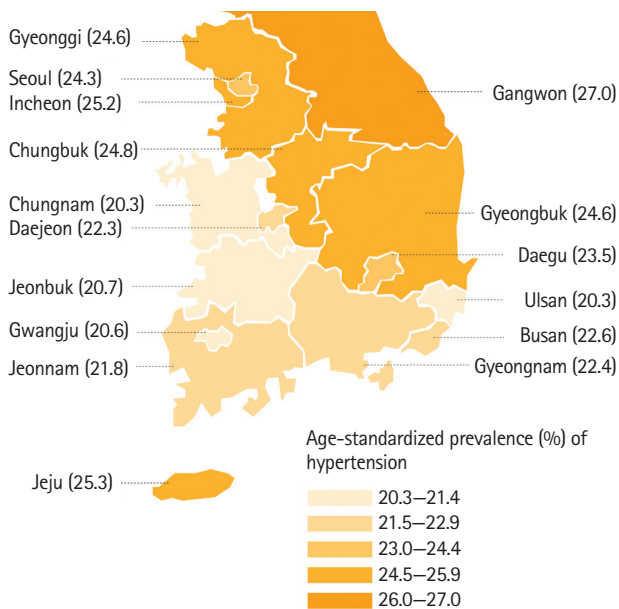 Gyeonggi (24.6)
Seoul (24.3)
Incheon (25.2)
Gangwon (27.0)
Chungbuk (24.8)
Chungnam (20.3)
Gyeongbuk (24.6)
Daejeon (22.3)
Daegu (23.5)
Jeonbuk (20.7)
Ulsan (20.3)
Gwangju (20.6)
Busan (22.6)
Jeonnam (21.8)
Gyeongnam (22.4)
Age-standardized prevalence (%) of
hypertension
Jeju (25.3)
20.3–21.4
21.5–22.9
23.0–24.4
24.5–25.9
26.0–27.0